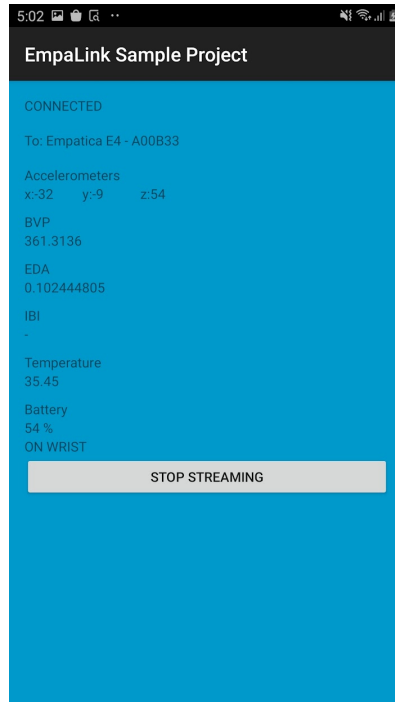 5:02
EmpaLink Sample Project
CONNECTED
To: Empatica E4 - A00B33
Accelerometers
x:-32 y:-9 z:54
BVP
361.3136
EDA
0.102444805
IBI
-
Temperature
35.45
Battery
54 %
ON WRIST
STOP STREAMING